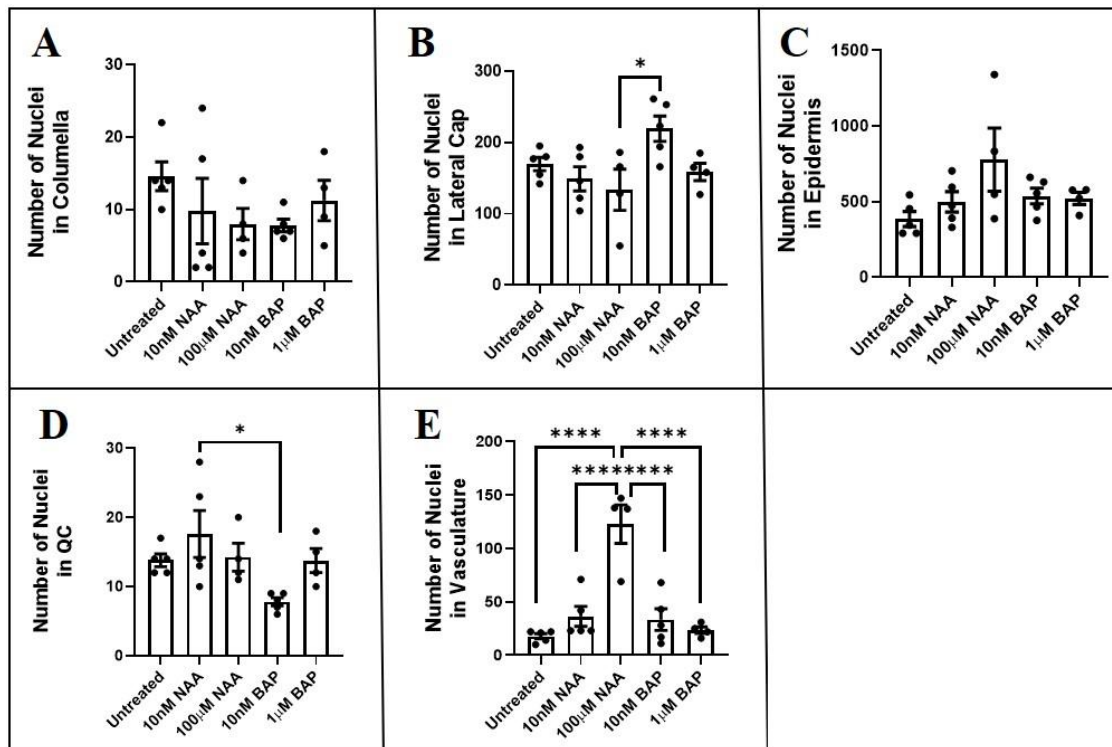 A
Number of Nuclei
in Columella
30
20
10
0
Untreated
10nM NAA
100μM NAA
10nM BAP
1μM BAP
B
Number of Nuclei
in Lateral Cap
300
200
100
0
*
Untreated
10nM NAA
100μM NAA
10nM BAP
1μM BAP
C
Number of Nuclei
in Epidermis
1500
1000
500
0
Untreated
10nM NAA
100μM NAA
10nM BAP
1μM BAP
D
Number of Nuclei
in QC
30
20
10
0
*
Untreated
10nM NAA
100μM NAA
10nM BAP
1μM BAP
E
Number of Nuclei
in Vasculature
200
150
100
50
0
**** ****
********
Untreated
10nM NAA
100μM NAA
10nM BAP
1μM BAP